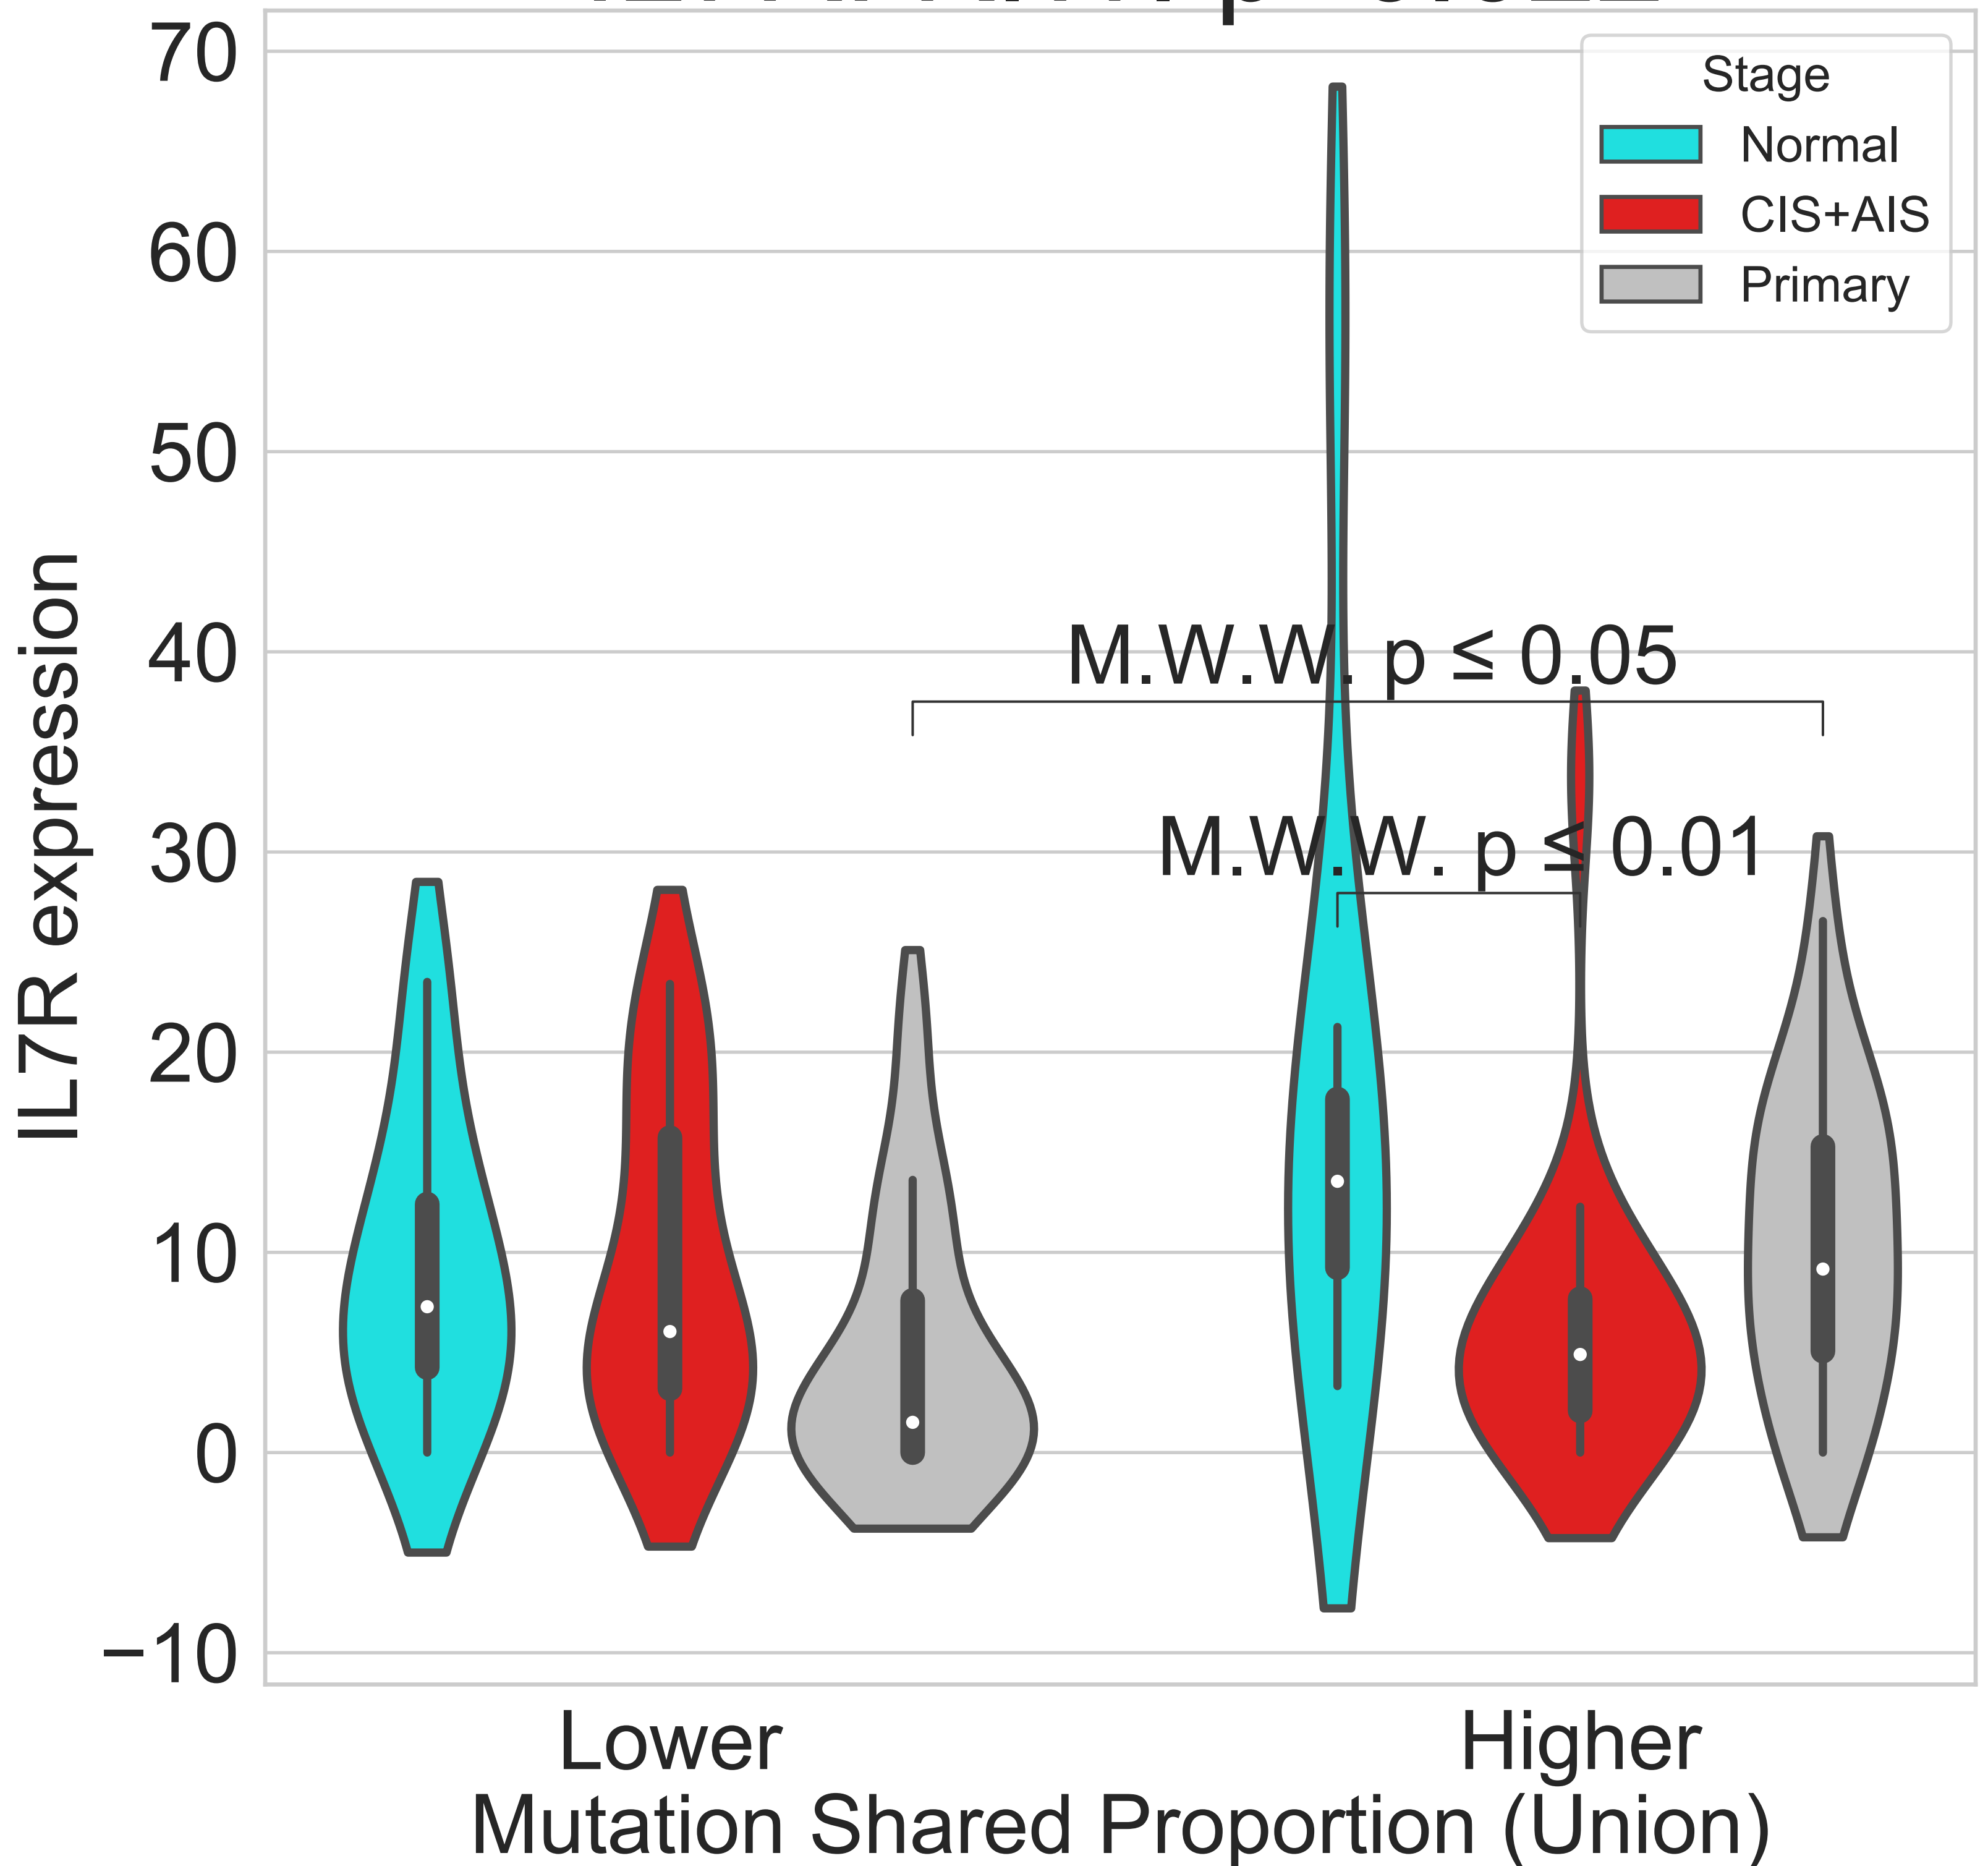 70
60
50
40
30
20
10
0
−10
IL7R expression
Stage
Normal
CIS+AIS
Primary
M.W.W. p ≤ 0.05
M.W.W. p ≤ 0.01
Lower
Higher
Mutation Shared Proportion (Union)